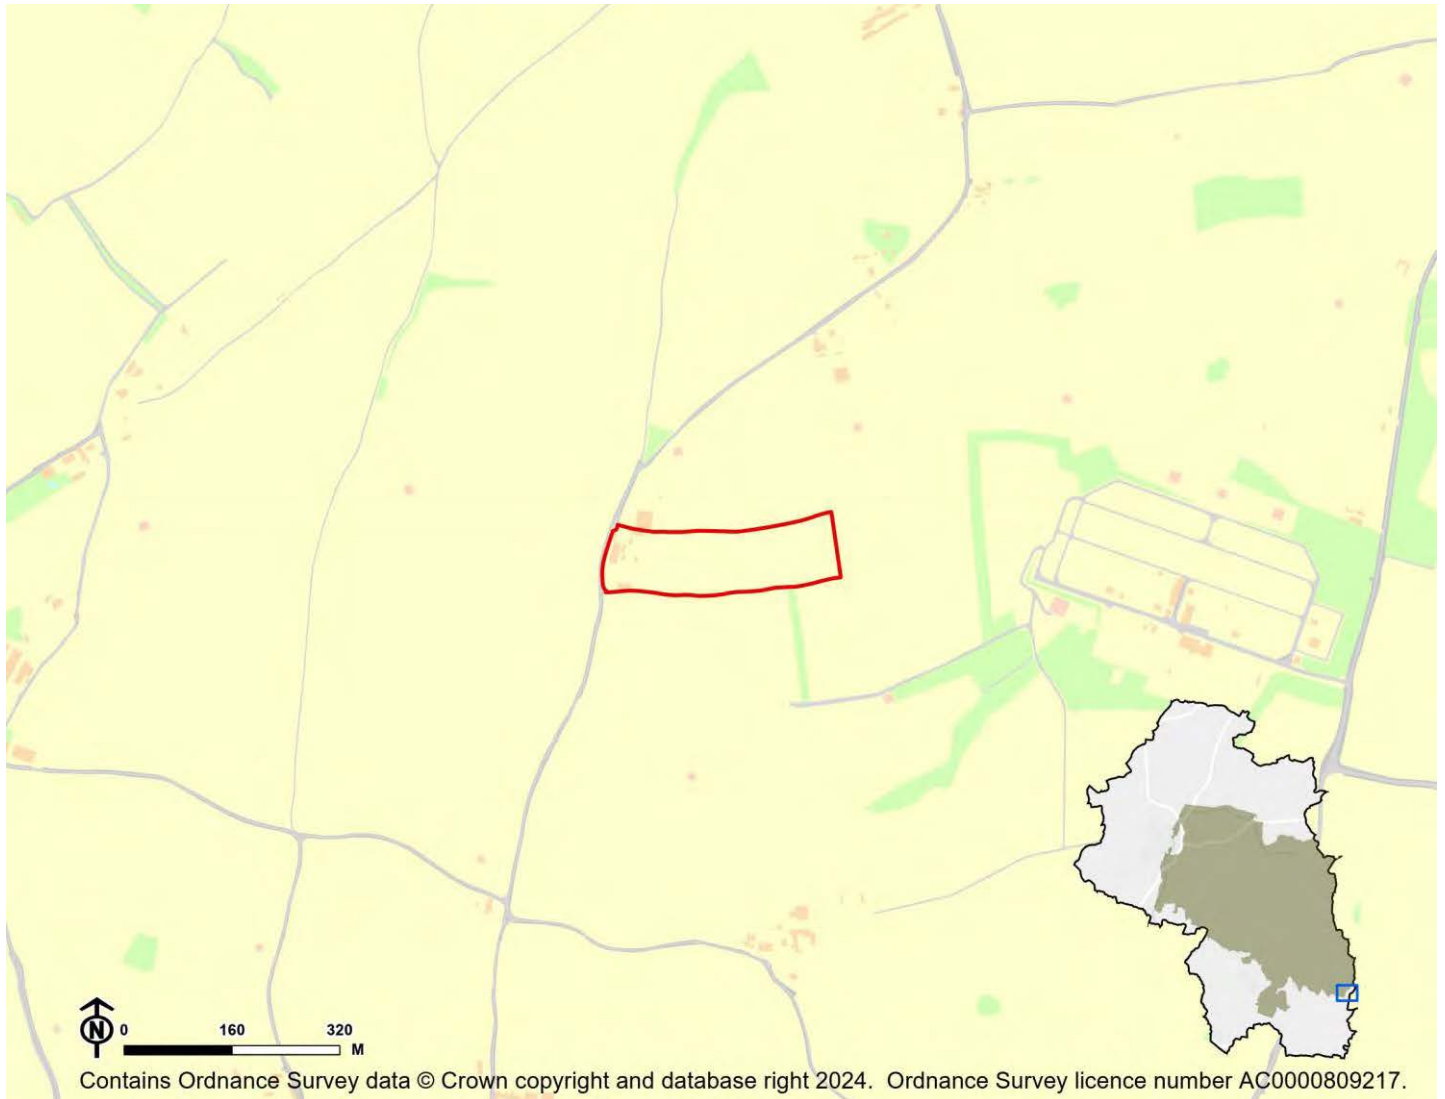 N
0 160 320
M
Contains Ordnance Survey data © Crown copyright and database right 2024. Ordnance Survey licence number AC0000809217.